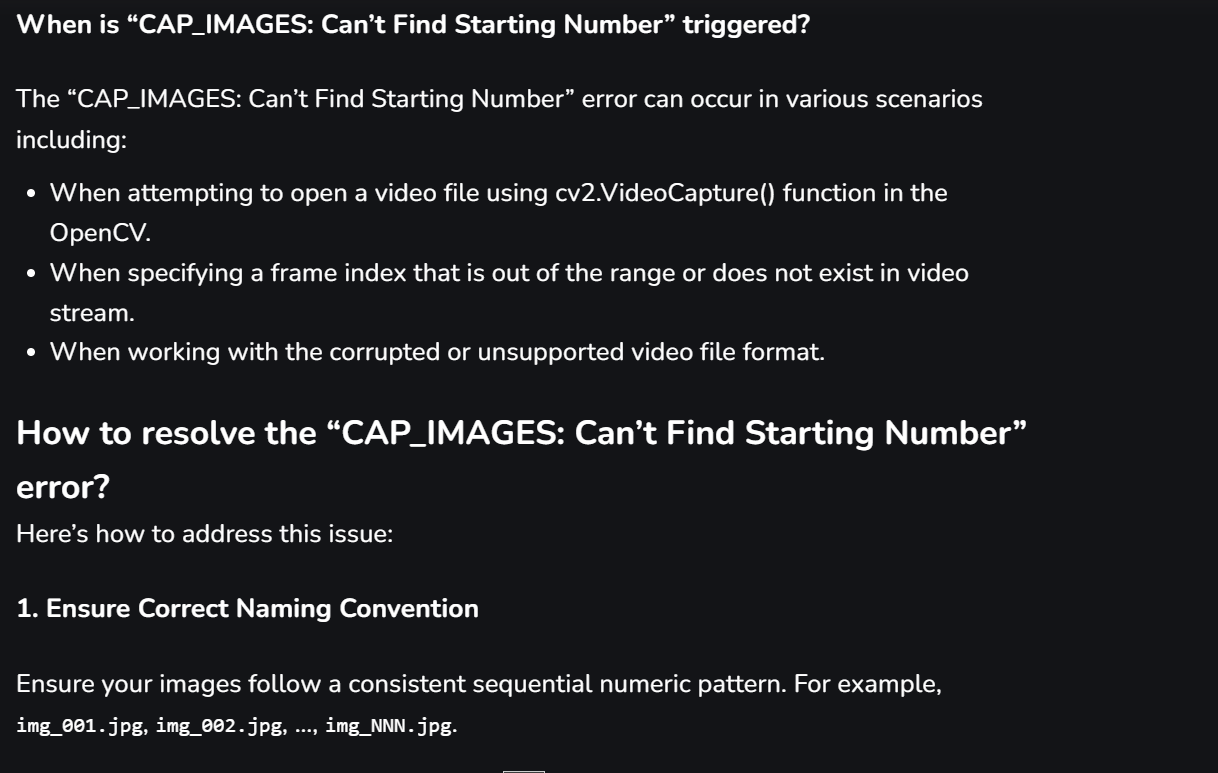 When is “CAP_IMAGES: Can’t Find Starting Number” triggered?
The “CAP_IMAGES: Can’t Find Starting Number” error can occur in various scenarios
including:
• When attempting to open a video file using cv2.VideoCapture() function in the
OpenCV.
• When specifying a frame index that is out of the range or does not exist in video
stream.
• When working with the corrupted or unsupported video file format.
How to resolve the “CAP_IMAGES: Can’t Find Starting Number”
error?
Here’s how to address this issue:
1. Ensure Correct Naming Convention
Ensure your images follow a consistent sequential numeric pattern. For example,
img_001.jpg, img_002.jpg, ..., img_NNN.jpg.